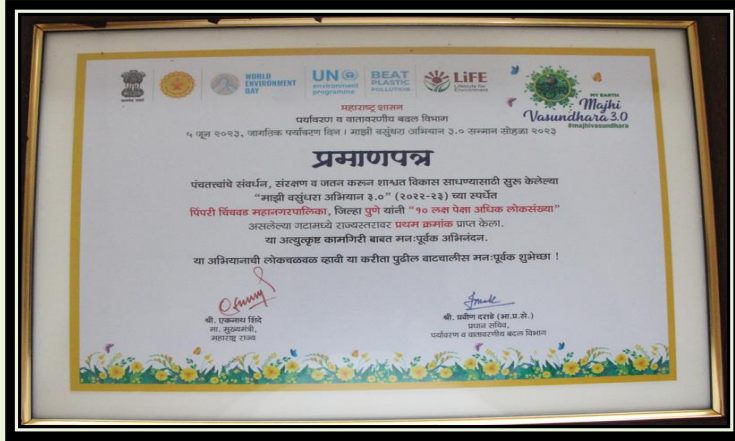 WORLD ENVIRONMENT DAY
UN environment programme
BEAT PLASTIC POLLUTION
LiFE Lifestyle for Environment
MY EARTH
Majhi
Vasundhara 3.0
#majhivasundhara
महाराष्ट्र शासन
पर्यावरण व वातावरणीय बदल विभाग
५ जून २०२३, जागतिक पर्यावरण दिन । माझी वसुंधरा अभियान ३.० सन्मान सोहळा २०२३
प्रमाणपत्र
पंचतत्त्वांचे संवर्धन, संरक्षण व जतन करून शाश्वत विकास साधण्यासाठी सुरू केलेल्या
"माझी वसुंधरा अभियान ३.०" (२०२२-२३) च्या स्पर्धेत
पिंपरी चिंचवड महानगरपालिका, जिल्हा पुणे यांनी "१० लक्ष पेक्षा अधिक लोकसंख्या"
असलेल्या गटामध्ये राज्यस्तरावर प्रथम क्रमांक प्राप्त केला.
या अत्युत्कृष्ट कामगिरी बाबत मनःपूर्वक अभिनंदन.
या अभियानाची लोकचळवळ व्हावी या करीता पुढील वाटचालीस मनःपूर्वक शुभेच्छा !
श्री. एकनाथ शिंदे
मा. मुख्यमंत्री,
महाराष्ट्र राज्य
श्री. प्रवीण दराडे (भा.प्र.से.)
प्रधान सचिव,
पर्यावरण व वातावरणीय बदल विभाग